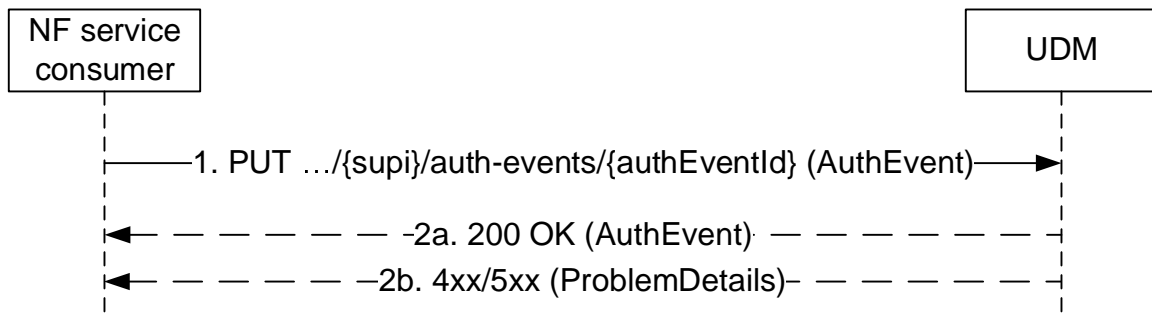 NF service
consumer
UDM
1. PUT …/{supi}/auth-events/{authEventId} (AuthEvent)
2a. 200 OK (AuthEvent)
2b. 4xx/5xx (ProblemDetails)